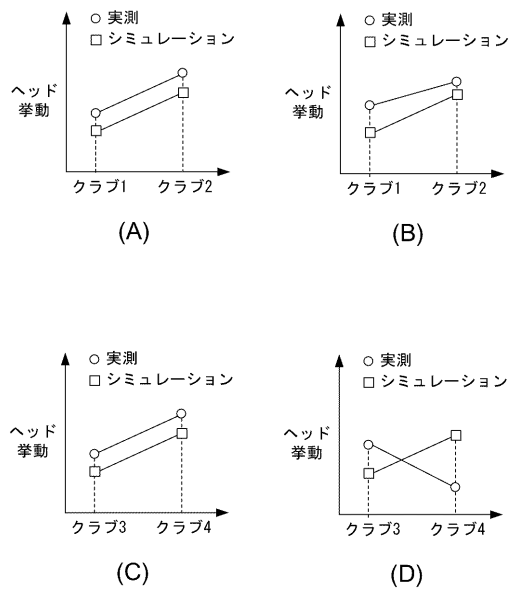 実測
シミュレーション
ヘッド
挙動
クラブ1
クラブ2
(A)
実測
シミュレーション
ヘッド
挙動
クラブ1
クラブ2
(B)
実測
シミュレーション
ヘッド
挙動
クラブ3
クラブ4
(C)
実測
シミュレーション
ヘッド
挙動
クラブ3
クラブ4
(D)